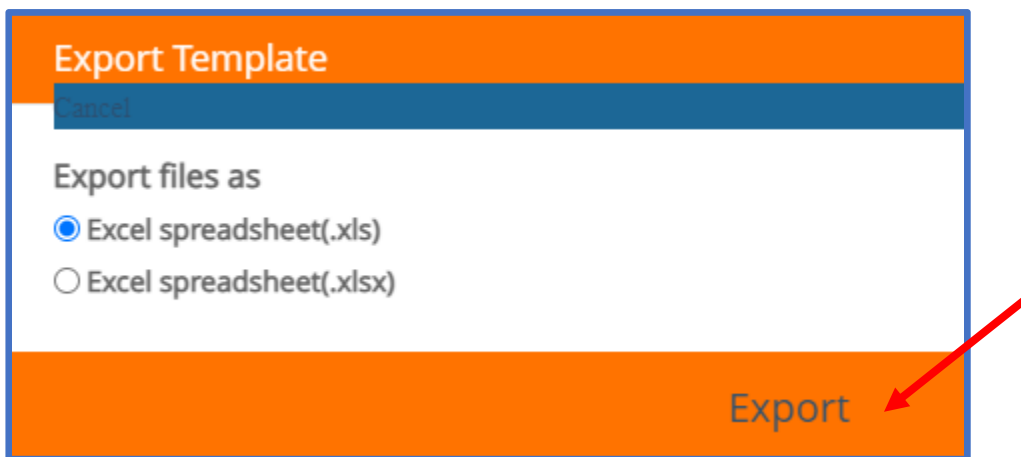 Export Template
Cancel
Export files as
Excel spreadsheet(.xls)
Excel spreadsheet(.xlsx)
Export